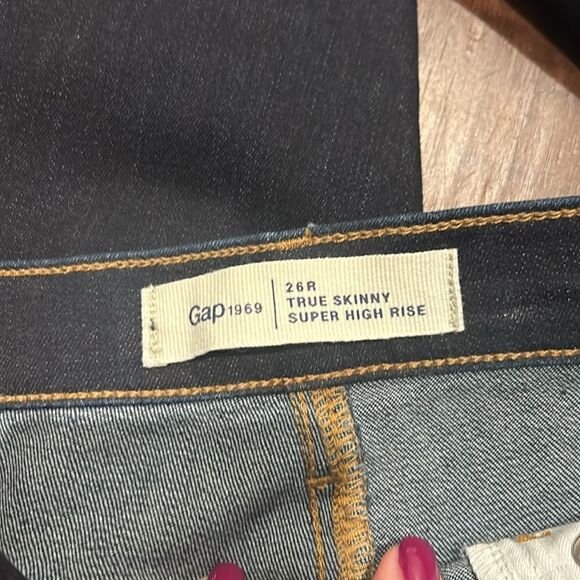 Gap1969
26R
TRUE SKINNY
SUPER HIGH RISE